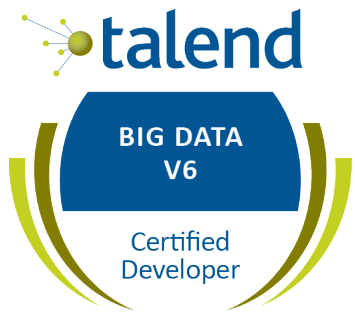 talend
BIG DATA
V6
Certified
Developer